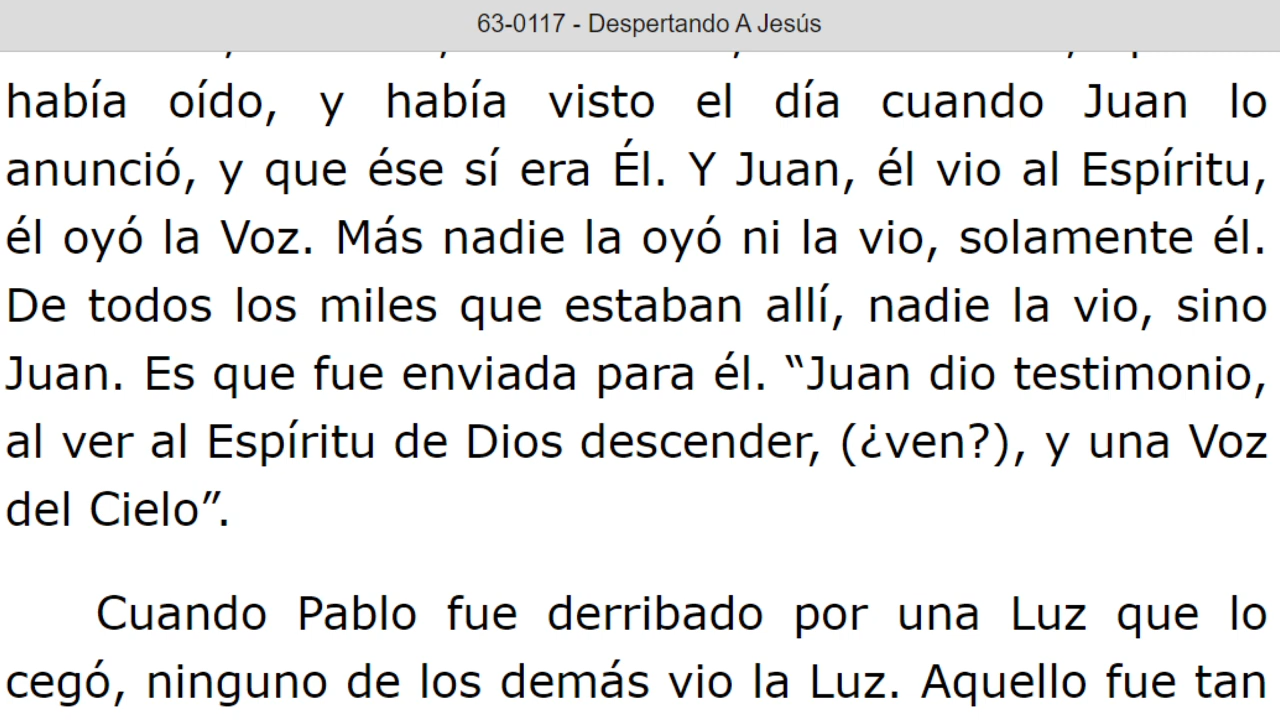 63-0117 - Despertando A Jesús
había oído, y había visto el día cuando Juan lo
anunció, y que ése sí era Él. Y Juan, él vio al Espíritu,
él oyó la Voz. Más nadie la oyó ni la vio, solamente él.
De todos los miles que estaban allí, nadie la vio, sino
Juan. Es que fue enviada para él. “Juan dio testimonio,
al ver al Espíritu de Dios descender, (¿ven?), y una Voz
del Cielo”.
Cuando Pablo fue derribado por una Luz que lo
cegó, ninguno de los demás vio la Luz. Aquello fue tan